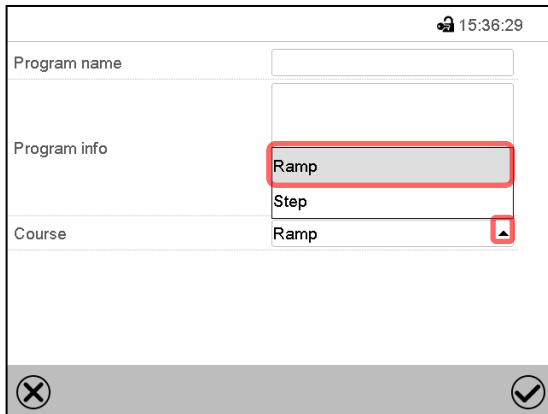 15:36:29
Program name
Program info
Ramp
Step
Course
Ramp